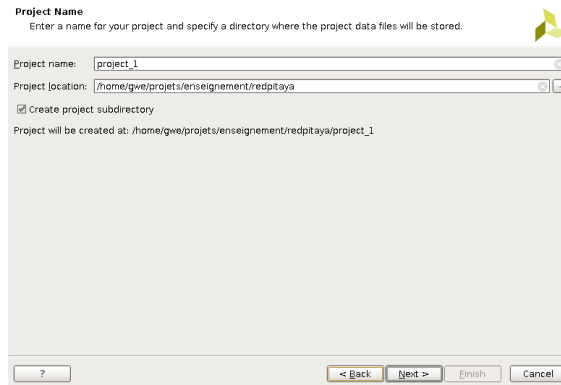 Project Name
Enter a name for your project and specify a directory where the project data files will be stored.
Project name: project_1
Project location: /home/gwe/projets/enseignement/redpitaya
Create project subdirectory
Project will be created at: /home/gwe/projets/enseignement/redpitaya/project_1
? < Back Next > Finish Cancel